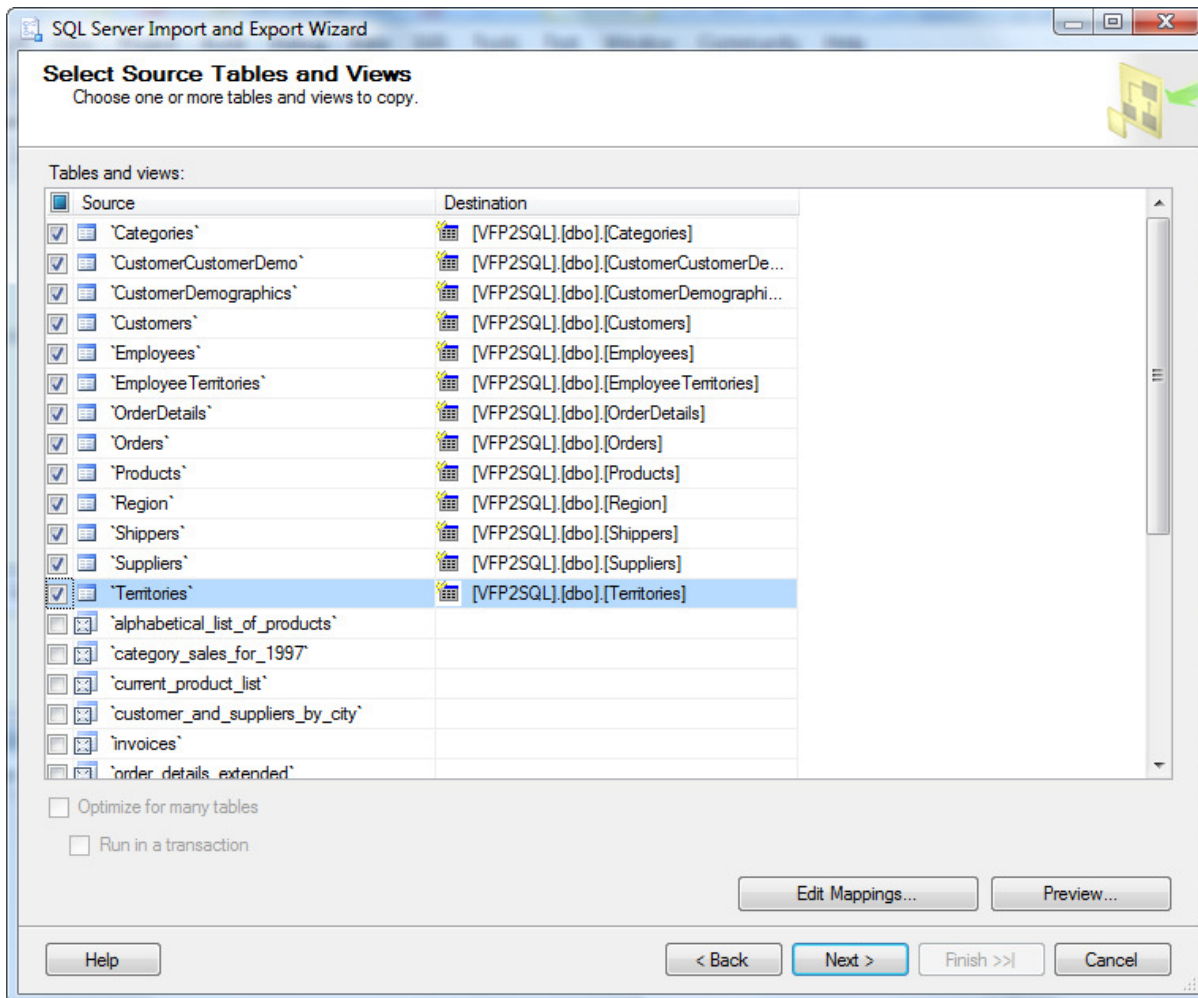 SQL Server Import and Export Wizard
Select Source Tables and Views
Choose one or more tables and views to copy.
Tables and views:
Source Destination
`Categories` [VFP2SQL].[dbo].[Categories]
`CustomerCustomerDemo` [VFP2SQL].[dbo].[CustomerCustomerDe...
`CustomerDemographics` [VFP2SQL].[dbo].[CustomerDemographi...
`Customers` [VFP2SQL].[dbo].[Customers]
`Employees` [VFP2SQL].[dbo].[Employees]
`EmployeeTerritories` [VFP2SQL].[dbo].[EmployeeTerritories]
`OrderDetails` [VFP2SQL].[dbo].[OrderDetails]
`Orders` [VFP2SQL].[dbo].[Orders]
`Products` [VFP2SQL].[dbo].[Products]
`Region` [VFP2SQL].[dbo].[Region]
`Shippers` [VFP2SQL].[dbo].[Shippers]
`Suppliers` [VFP2SQL].[dbo].[Suppliers]
`Territories` [VFP2SQL].[dbo].[Territories]
`alphabetical_list_of_products`
`category_sales_for_1997`
`current_product_list`
`customer_and_suppliers_by_city`
`invoices`
`order_details_extended`
Optimize for many tables
Run in a transaction
Edit Mappings... Preview...
Help < Back Next > Finish >>| Cancel